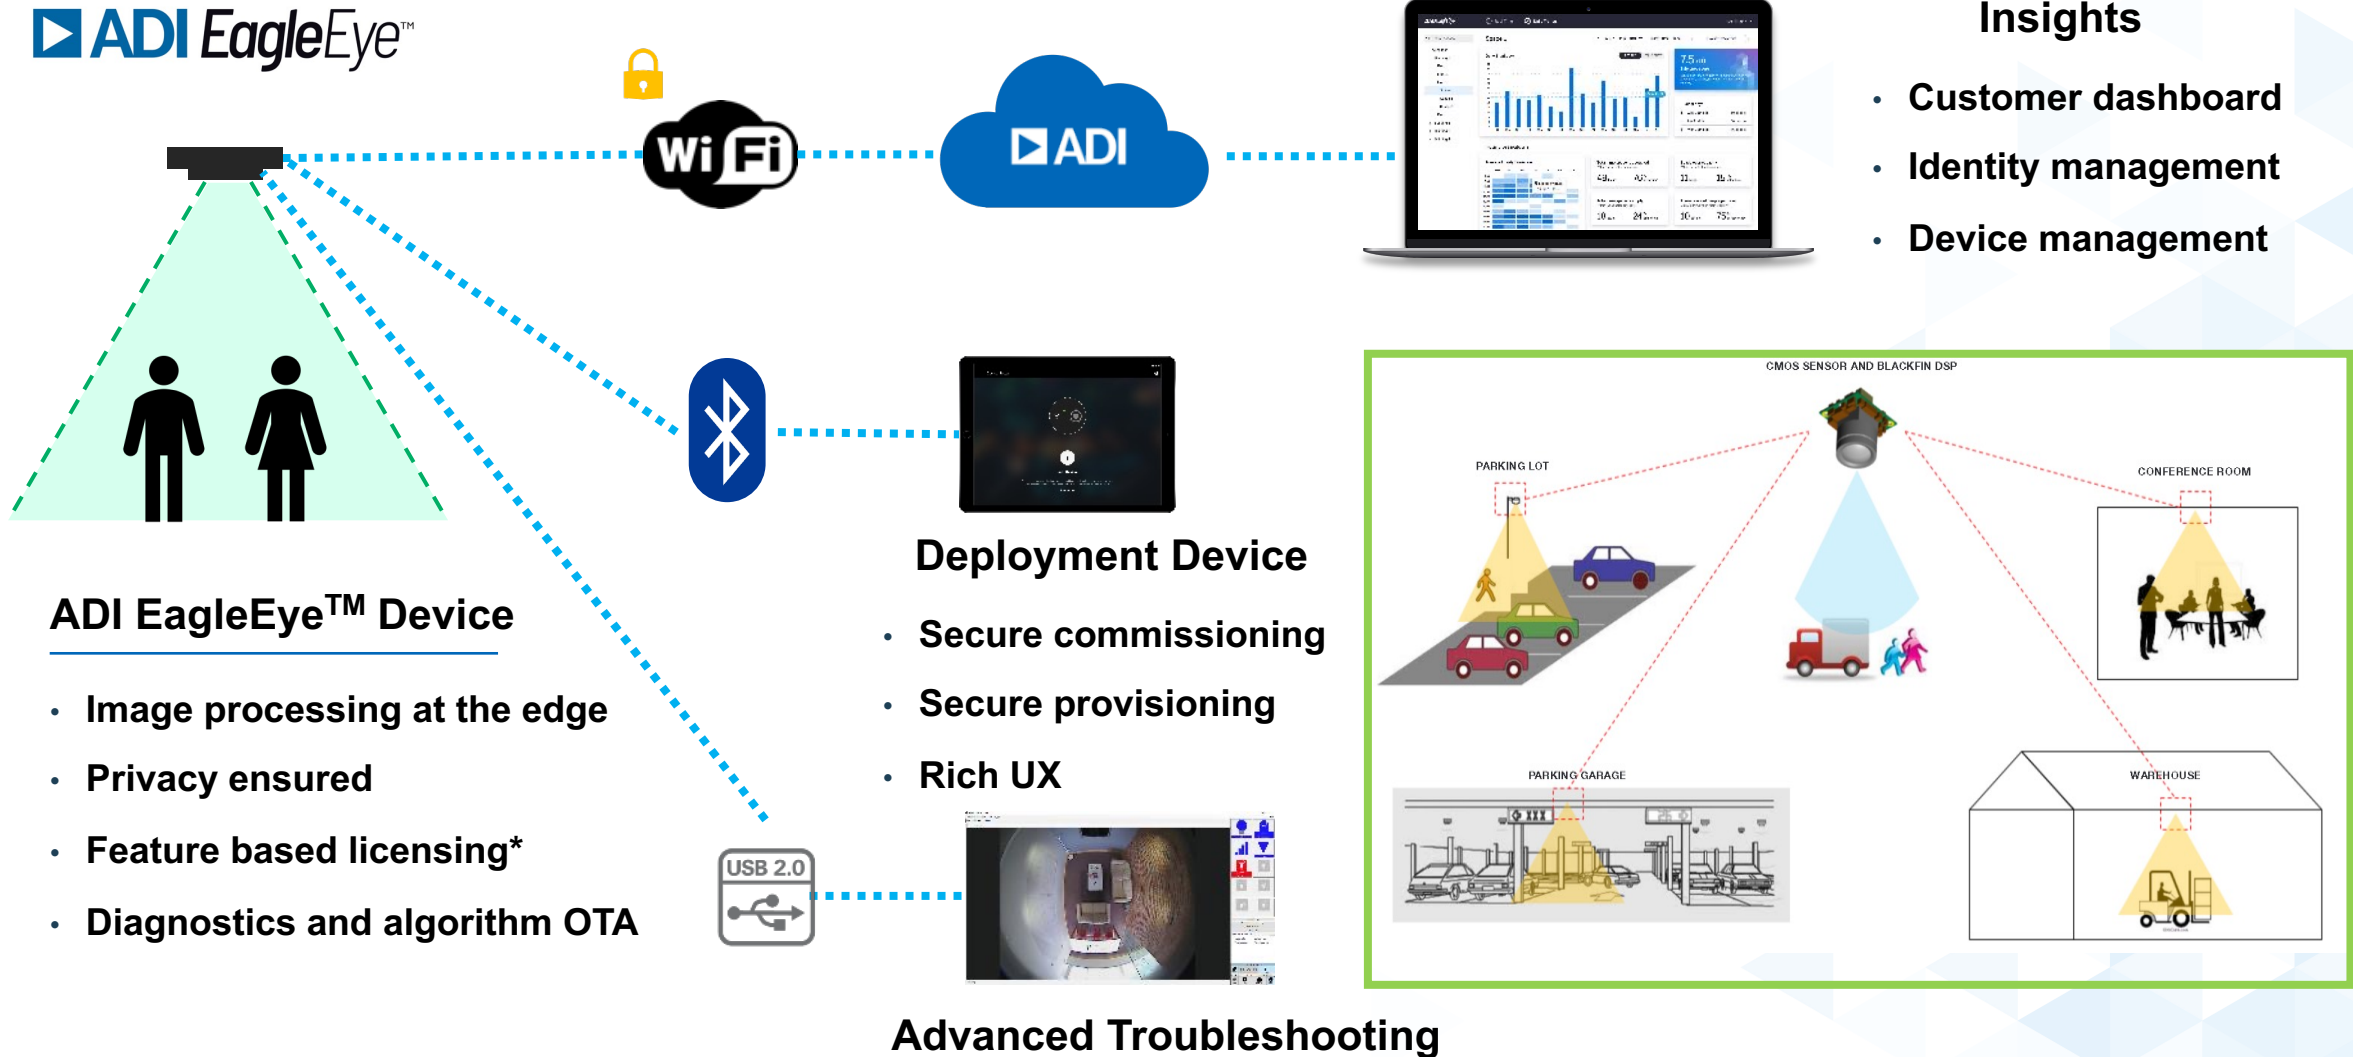 ADI EagleEye™
WiFi
ADI
Insights
• Customer dashboard
• Identity management
• Device management
ADI EagleEye™ Device
• Image processing at the edge
• Privacy ensured
• Feature based licensing*
• Diagnostics and algorithm OTA
Deployment Device
• Secure commissioning
• Secure provisioning
• Rich UX
USB 2.0
Advanced Troubleshooting
CMOS SENSOR AND BLACKFIN DSP
PARKING LOT
CONFERENCE ROOM
PARKING GARAGE
XXX
WAREHOUSE